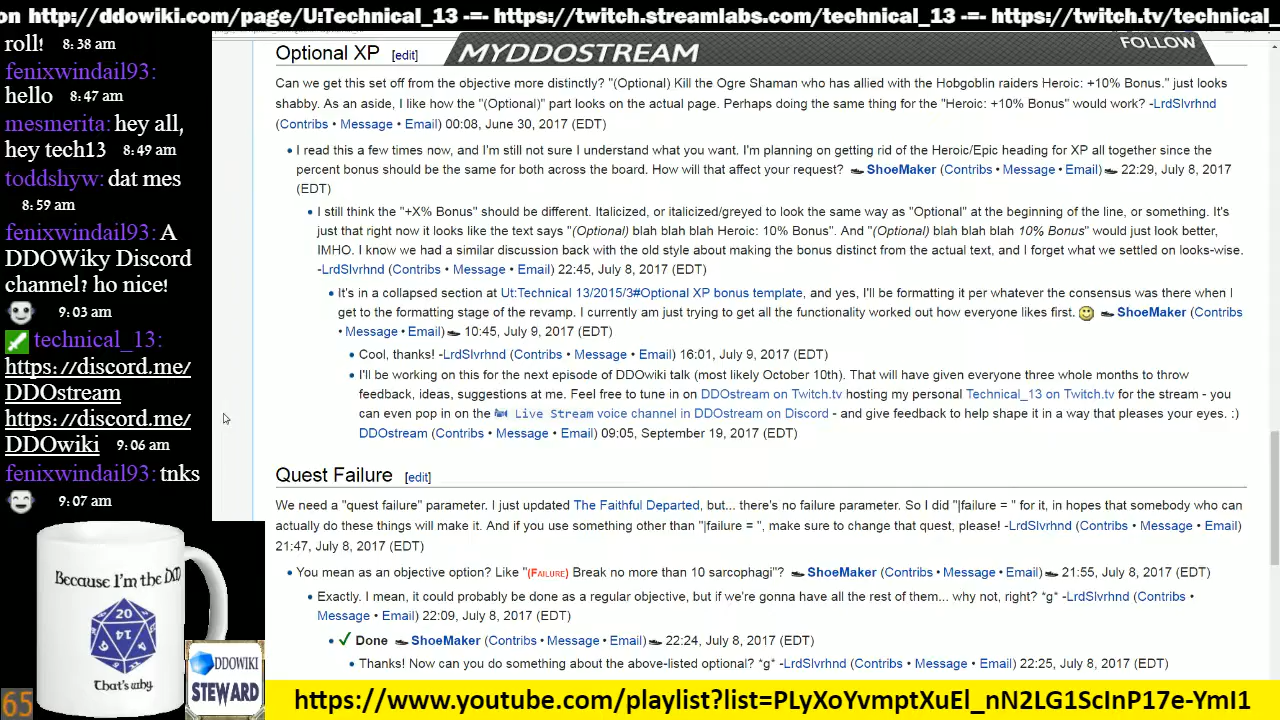 on http://ddowiki.com/page/U:Technical_13 -=- https://twitch.streamlabs.com/technical_13 -=- https://twitch.tv/technical_
roll! 8:38 am
fenixwindail93:
hello 8:47 am
mesmerita: hey all,
hey tech13 8:49 am
toddshyw: dat mes
8:59 am
fenixwindail93: A
DDOWiky Discord
channel? ho nice!
9:03 am
technical_13:
https://discord.me/
DDOstream
https://discord.me/
DDOwiki 9:06 am
fenixwindail93: tnks
9:07 am
Because I'm the DM
20
14
That's why.
DDOWIKI
STEWARD
65
MYDDOSTREAM
FOLLOW
Optional XP [edit]
Can we get this set off from the objective more distinctly? "(Optional) Kill the Ogre Shaman who has allied with the Hobgoblin raiders Heroic: +10% Bonus." just looks
shabby. As an aside, I like how the "(Optional)" part looks on the actual page. Perhaps doing the same thing for the "Heroic: +10% Bonus" would work? -LrdSlvrhnd
(Contribs • Message • Email) 00:08, June 30, 2017 (EDT)
• I read this a few times now, and I'm still not sure I understand what you want. I'm planning on getting rid of the Heroic/Epic heading for XP all together since the
percent bonus should be the same for both across the board. How will that affect your request? ShoeMaker (Contribs • Message • Email) 22:29, July 8, 2017
(EDT)
• I still think the "+X% Bonus" should be different. Italicized, or italicized/greyed to look the same way as "Optional" at the beginning of the line, or something. It's
just that right now it looks like the text says "(Optional) blah blah blah Heroic: 10% Bonus". And "(Optional) blah blah blah 10% Bonus" would just look better,
IMHO. I know we had a similar discussion back with the old style about making the bonus distinct from the actual text, and I forget what we settled on looks-wise.
-LrdSlvrhnd (Contribs • Message • Email) 22:45, July 8, 2017 (EDT)
• It's in a collapsed section at Ut:Technical 13/2015/3#Optional XP bonus template, and yes, I'll be formatting it per whatever the consensus was there when I
get to the formatting stage of the revamp. I currently am just trying to get all the functionality worked out how everyone likes first. ShoeMaker (Contribs
• Message • Email) 10:45, July 9, 2017 (EDT)
• Cool, thanks! -LrdSlvrhnd (Contribs • Message • Email) 16:01, July 9, 2017 (EDT)
• I'll be working on this for the next episode of DDOwiki talk (most likely October 10th). That will have given everyone three whole months to throw
feedback, ideas, suggestions at me. Feel free to tune in on DDOstream on Twitch.tv hosting my personal Technical_13 on Twitch.tv for the stream - you
can even pop in on the Live Stream voice channel in DDOstream on Discord - and give feedback to help shape it in a way that pleases your eyes. :)
DDOstream (Contribs • Message • Email) 09:05, September 19, 2017 (EDT)
Quest Failure [edit]
We need a "quest failure" parameter. I just updated The Faithful Departed, but... there's no failure parameter. So I did "|failure = " for it, in hopes that somebody who can
actually do these things will make it. And if you use something other than "|failure = ", make sure to change that quest, please! -LrdSlvrhnd (Contribs • Message • Email)
21:47, July 8, 2017 (EDT)
• You mean as an objective option? Like "(Failure) Break no more than 10 sarcophagi"? ShoeMaker (Contribs • Message • Email) 21:55, July 8, 2017 (EDT)
• Exactly. I mean, it could probably be done as a regular objective, but if we're gonna have all the rest of them... why not, right? *g* -LrdSlvrhnd (Contribs •
Message • Email) 22:09, July 8, 2017 (EDT)
• Done ShoeMaker (Contribs • Message • Email) 22:24, July 8, 2017 (EDT)
• Thanks! Now can you do something about the above-listed optional? *g* -LrdSlvrhnd (Contribs • Message • Email) 22:25, July 8, 2017 (EDT)
https://www.youtube.com/playlist?list=PLyXoYvmptXuEl_nN2LG1ScInP17e-YmI1